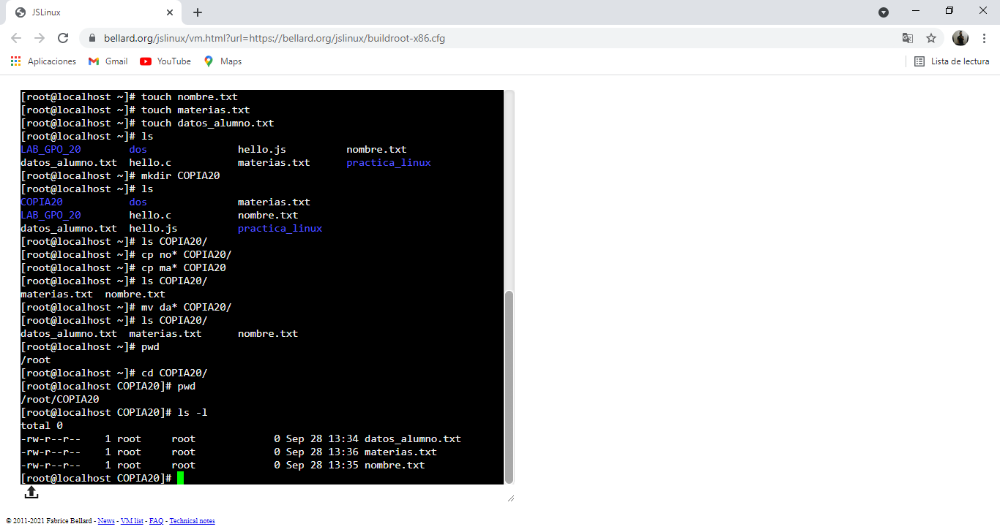 JSLinux
bellard.org/jslinux/vm.html?url=https://bellard.org/jslinux/buildroot-x86.cfg
Aplicaciones Gmail YouTube Maps Lista de lectura
[root@localhost ~]# touch nombre.txt
[root@localhost ~]# touch materias.txt
[root@localhost ~]# touch datos_alumno.txt
[root@localhost ~]# ls
LAB_GPO_20        dos               hello.js          nombre.txt
datos_alumno.txt  hello.c           materias.txt      practica_linux
[root@localhost ~]# mkdir COPIA20
[root@localhost ~]# ls
COPIA20           dos               materias.txt
LAB_GPO_20        hello.c           nombre.txt
datos_alumno.txt  hello.js          practica_linux
[root@localhost ~]# ls COPIA20/
[root@localhost ~]# cp no* COPIA20/
[root@localhost ~]# cp ma* COPIA20
[root@localhost ~]# ls COPIA20/
materias.txt  nombre.txt
[root@localhost ~]# mv da* COPIA20/
[root@localhost ~]# ls COPIA20/
datos_alumno.txt  materias.txt      nombre.txt
[root@localhost ~]# pwd
/root
[root@localhost ~]# cd COPIA20/
[root@localhost COPIA20]# pwd
/root/COPIA20
[root@localhost COPIA20]# ls -l
total 0
-rw-r--r--    1 root     root             0 Sep 28 13:34 datos_alumno.txt
-rw-r--r--    1 root     root             0 Sep 28 13:36 materias.txt
-rw-r--r--    1 root     root             0 Sep 28 13:35 nombre.txt
[root@localhost COPIA20]#
© 2011-2021 Fabrice Bellard - News - VM list - FAQ - Technical notes